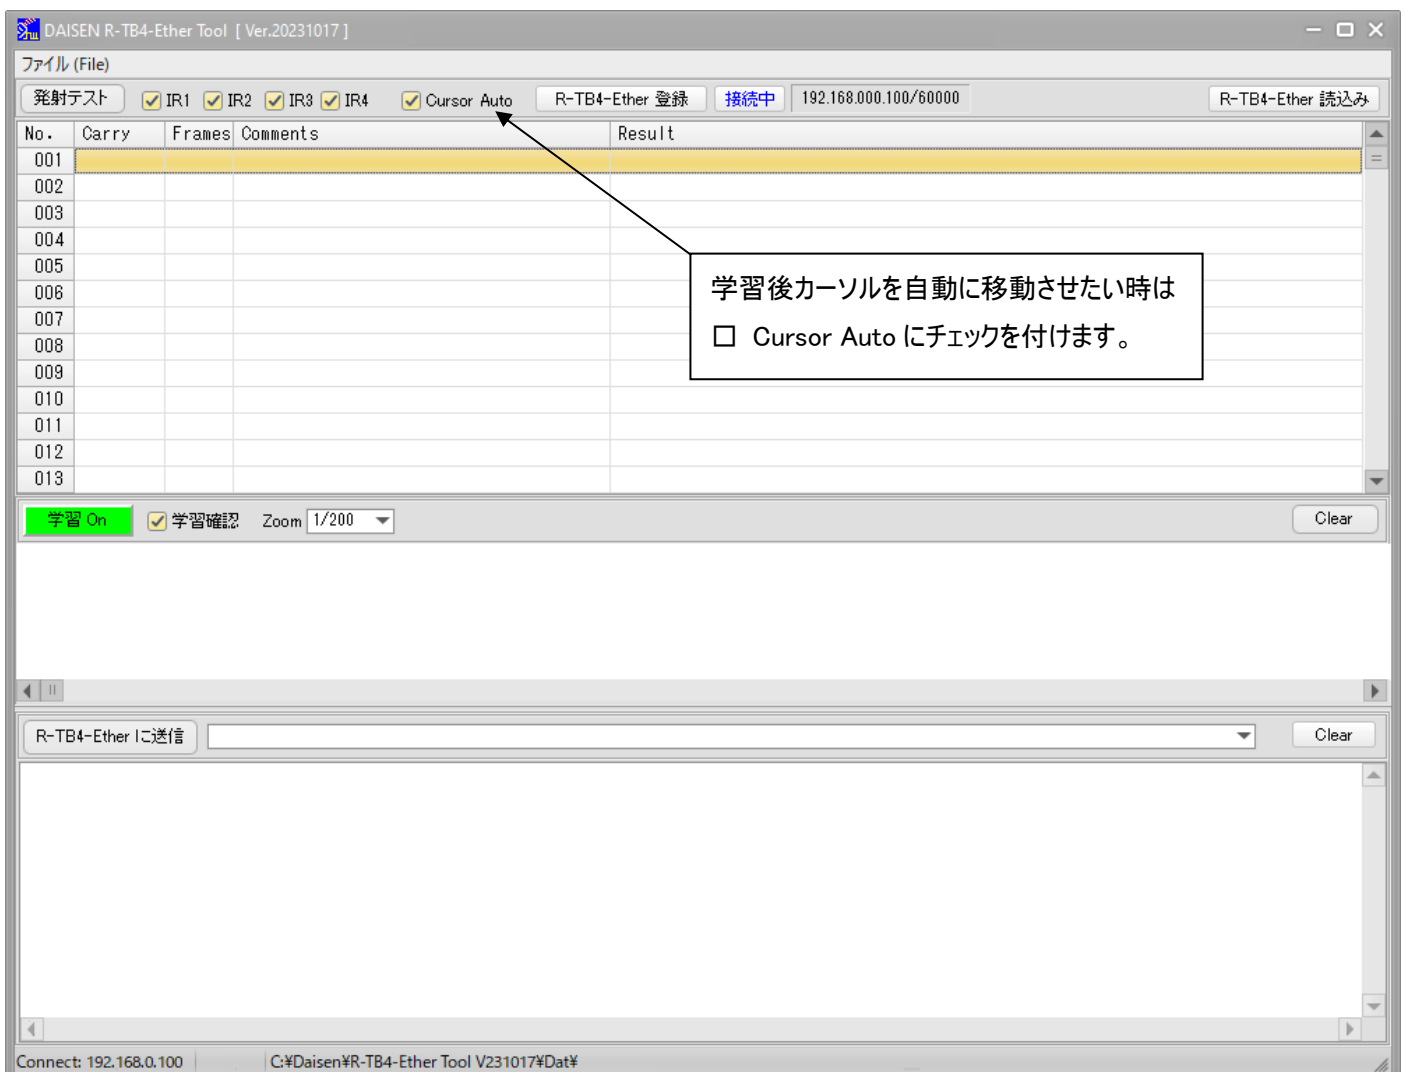 DAISEN R-TB4-Ether Tool [ Ver.20231017 ]
ファイル (File)
発射テスト IR1 IR2 IR3 IR4 Cursor Auto R-TB4-Ether 登録 接続中 192.168.000.100/60000 R-TB4-Ether 読込み
No. Carry Frames Comments Result
001
002
003
004
005
006
007
008
009
010
011
012
013
学習後カーソルを自動に移動させたい時は
□ Cursor Auto にチェックを付けます。
学習 On 学習確認 Zoom 1/200 Clear
R-TB4-Ether に送信 Clear
Connect: 192.168.0.100 C:¥Daisen¥R-TB4-Ether Tool V231017¥Dat¥